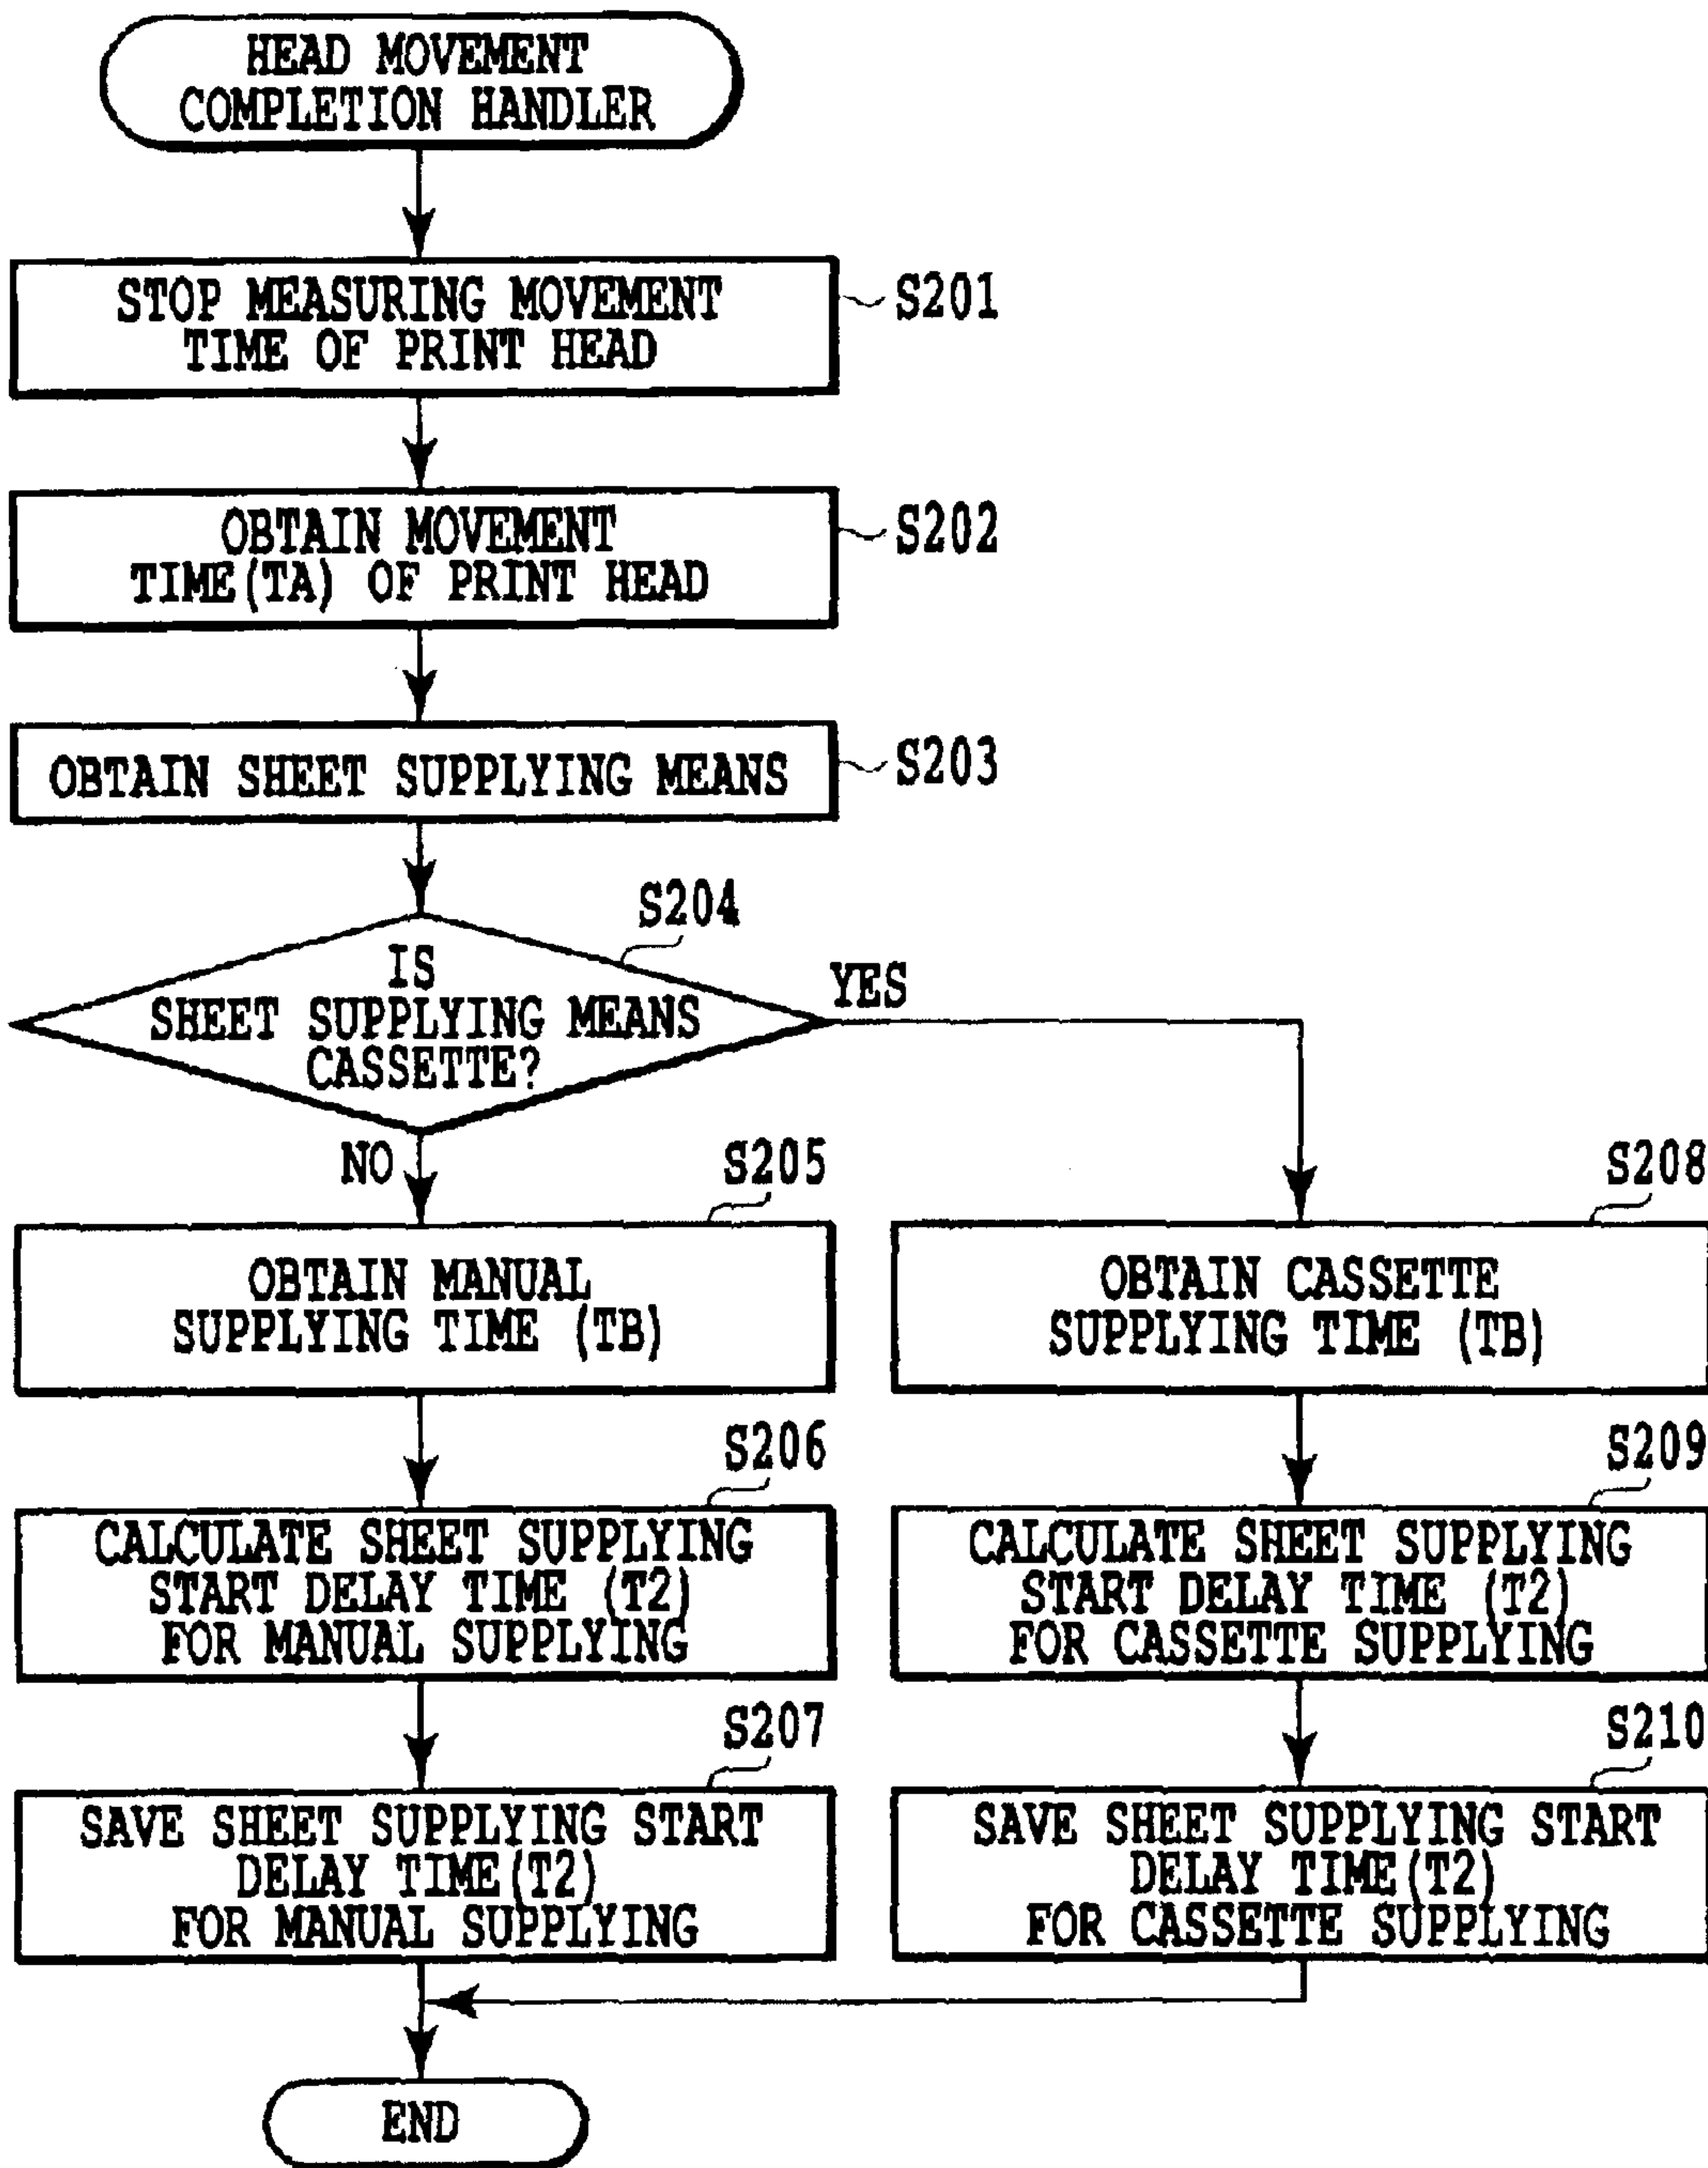 HEAD MOVEMENT
COMPLETION HANDLER
STOP MEASURING MOVEMENT
TIME OF PRINT HEAD
S201
OBTAIN MOVEMENT
TIME(TA) OF PRINT HEAD
S202
OBTAIN SHEET SUPPLYING MEANS
S203
S204
IS
SHEET SUPPLYING MEANS
CASSETTE?
YES
NO
S205
OBTAIN MANUAL
SUPPLYING TIME (TB)
S206
CALCULATE SHEET SUPPLYING
START DELAY TIME (T2)
FOR MANUAL SUPPLYING
S207
SAVE SHEET SUPPLYING START
DELAY TIME(T2)
FOR MANUAL SUPPLYING
S208
OBTAIN CASSETTE
SUPPLYING TIME (TB)
S209
CALCULATE SHEET SUPPLYING
START DELAY TIME (T2)
FOR CASSETTE SUPPLYING
S210
SAVE SHEET SUPPLYING START
DELAY TIME(T2)
FOR CASSETTE SUPPLYING
END